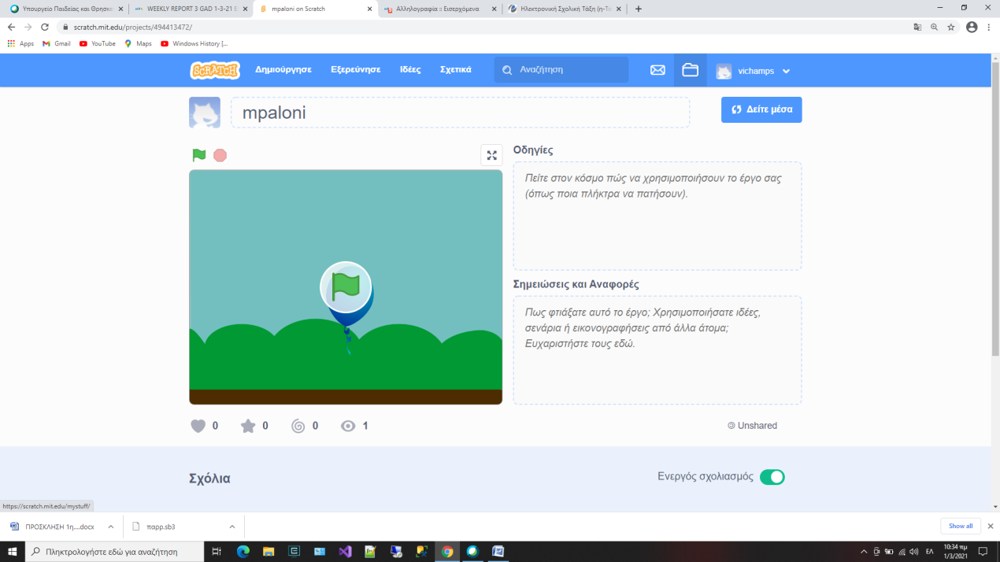 Υπουργείο Παιδείας και Θρησκε
WEEKLY REPORT 3 GAD 1-3-21 E
mpaloni on Scratch
Αλληλογραφία :: Εισερχόμενα
Ηλεκτρονική Σχολική Τάξη (η-Τά
scratch.mit.edu/projects/494413472/
Apps Gmail YouTube Maps Windows History [...
SCRATCH Δημιούργησε Εξερεύνησε Ιδέες Σχετικά Αναζήτηση vichamps
mpaloni
Δείτε μέσα
Οδηγίες
Πείτε στον κόσμο πώς να χρησιμοποιήσουν το έργο σας
(όπως ποια πλήκτρα να πατήσουν).
Σημειώσεις και Αναφορές
Πως φτιάξατε αυτό το έργο; Χρησιμοποιήσατε ιδέες,
σενάρια ή εικονογραφήσεις από άλλα άτομα;
Ευχαριστήστε τους εδώ.
0 0 0 1
Unshared
Σχόλια
Ενεργός σχολιασμός
https://scratch.mit.edu/mystuff/
ΠΡΟΣΚΛΗΣΗ 1η....docx
παρρ.sb3
Show all
Πληκτρολογήστε εδώ για αναζήτηση
ΕΛ
10:34 πμ
1/3/2021